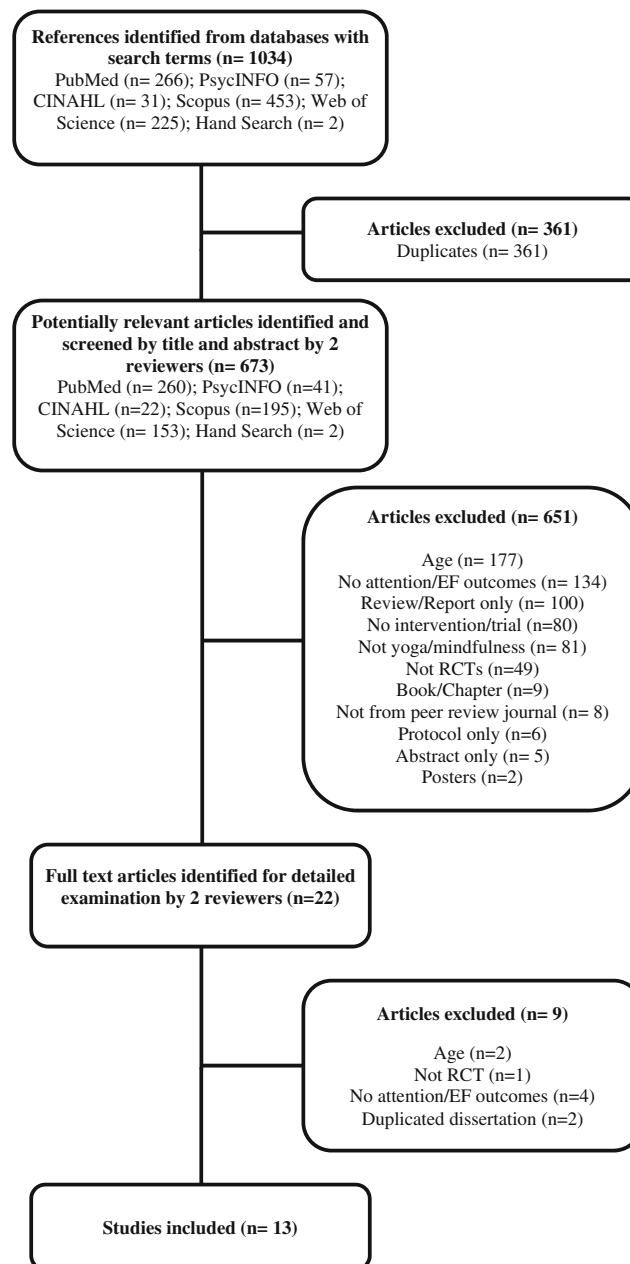 References identified from databases with
search terms (n= 1034)
PubMed (n= 266); PsycINFO (n= 57);
CINAHL (n= 31); Scopus (n= 453); Web of
Science (n= 225); Hand Search (n= 2)
Articles excluded (n= 361)
Duplicates (n= 361)
Potentially relevant articles identified and
screened by title and abstract by 2
reviewers (n= 673)
PubMed (n= 260); PsycINFO (n=41);
CINAHL (n=22); Scopus (n=195); Web of
Science (n= 153); Hand Search (n= 2)
Articles excluded (n= 651)
Age (n= 177)
No attention/EF outcomes (n= 134)
Review/Report only (n= 100)
No intervention/trial (n=80)
Not yoga/mindfulness (n= 81)
Not RCTs (n=49)
Book/Chapter (n=9)
Not from peer review journal (n= 8)
Protocol only (n=6)
Abstract only (n= 5)
Posters (n=2)
Full text articles identified for detailed
examination by 2 reviewers (n=22)
Articles excluded (n= 9)
Age (n=2)
Not RCT (n=1)
No attention/EF outcomes (n=4)
Duplicated dissertation (n=2)
Studies included (n= 13)